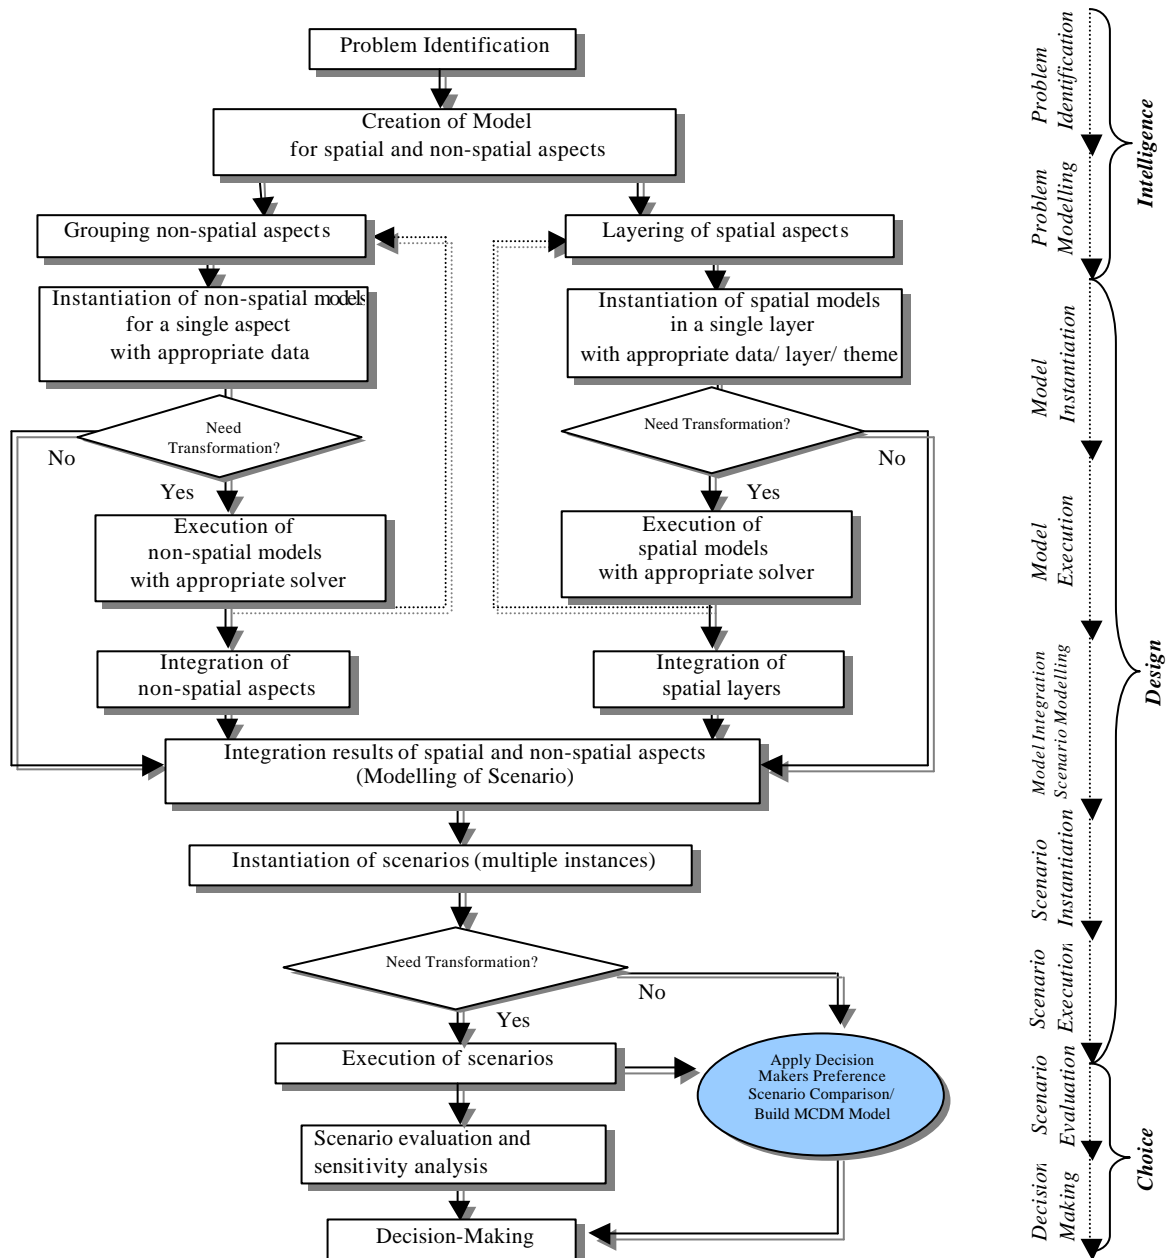 Problem Identification
Creation of Model
for spatial and non-spatial aspects
Grouping non-spatial aspects
Layering of spatial aspects
Instantiation of non-spatial models
for a single aspect
with appropriate data
Instantiation of spatial models
in a single layer
with appropriate data/ layer/ theme
Need
Transformation?
No
Yes
Need Transformation?
No
Yes
Execution of
non-spatial models
with appropriate solver
Execution of
spatial models
with appropriate solver
Integration of
non-spatial aspects
Integration of
spatial layers
Integration results of spatial and non-spatial aspects
(Modelling of Scenario)
Instantiation of scenarios (multiple instances)
Need Transformation?
No
Yes
Execution of scenarios
Apply Decision
Makers Preference
Scenario Comparison/
Build MCDM Model
Scenario evaluation and
sensitivity analysis
Decision-Making
Problem
Identification
Problem
Modelling
Model
Instantiation
Model
Execution
Model Integration
Scenario Modelling
Scenario
Instantiation
Scenario
Execution
Scenario
Evaluation
Decision
Making
Intelligence
Design
Choice